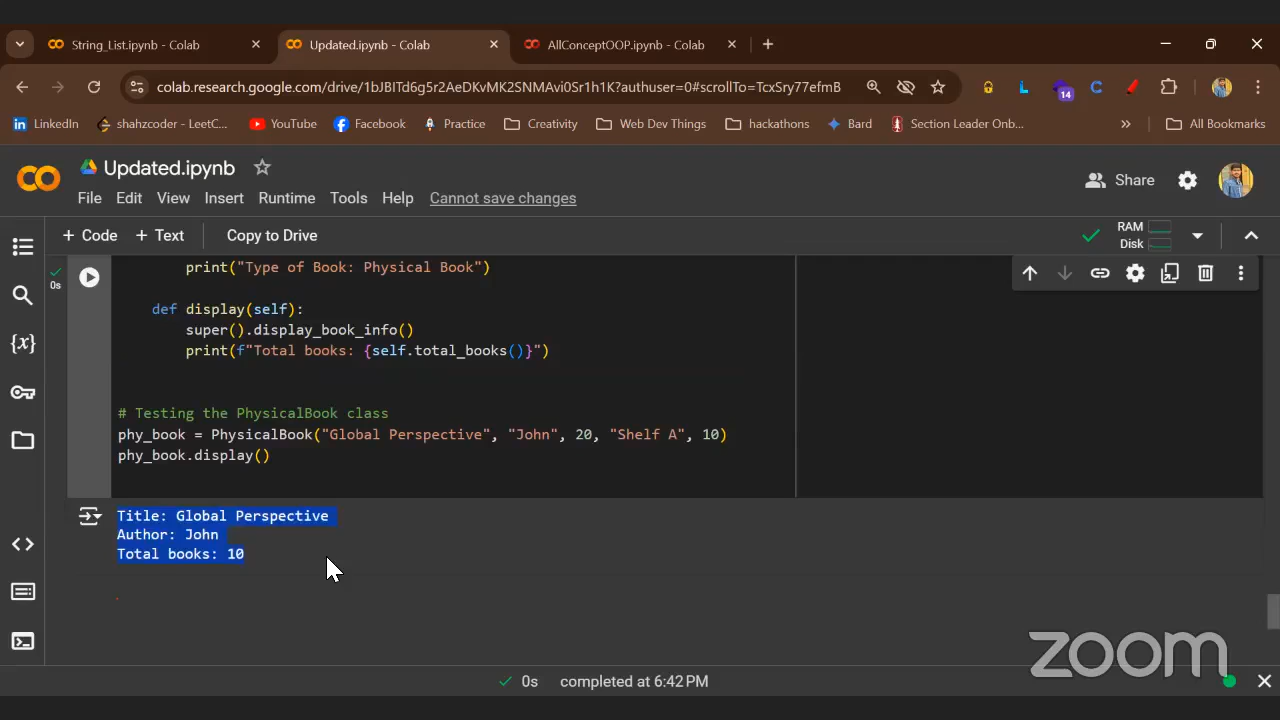 String_List.ipynb - Colab
Updated.ipynb - Colab
AllConceptOOP.ipynb - Colab
colab.research.google.com/drive/1bJBITd6g5r2AeDKvMK2SNMAvi0Sr1h1K?authuser=0#scrollTo=TcxSry77efmB
14
LinkedIn
shahzcoder - LeetC...
YouTube
Facebook
Practice
Creativity
Web Dev Things
hackathons
Bard
Section Leader Onb...
»
All Bookmarks
Updated.ipynb
Share
File Edit View Insert Runtime Tools Help Cannot save changes
+ Code + Text Copy to Drive
RAM
Disk
0s
print("Type of Book: Physical Book")
def display(self):
super().display_book_info()
print(f"Total books: {self.total_books()}")
# Testing the PhysicalBook class
phy_book = PhysicalBook("Global Perspective", "John", 20, "Shelf A", 10)
phy_book.display()
Title: Global Perspective
Author: John
Total books: 10
zoom
0s completed at 6:42 PM